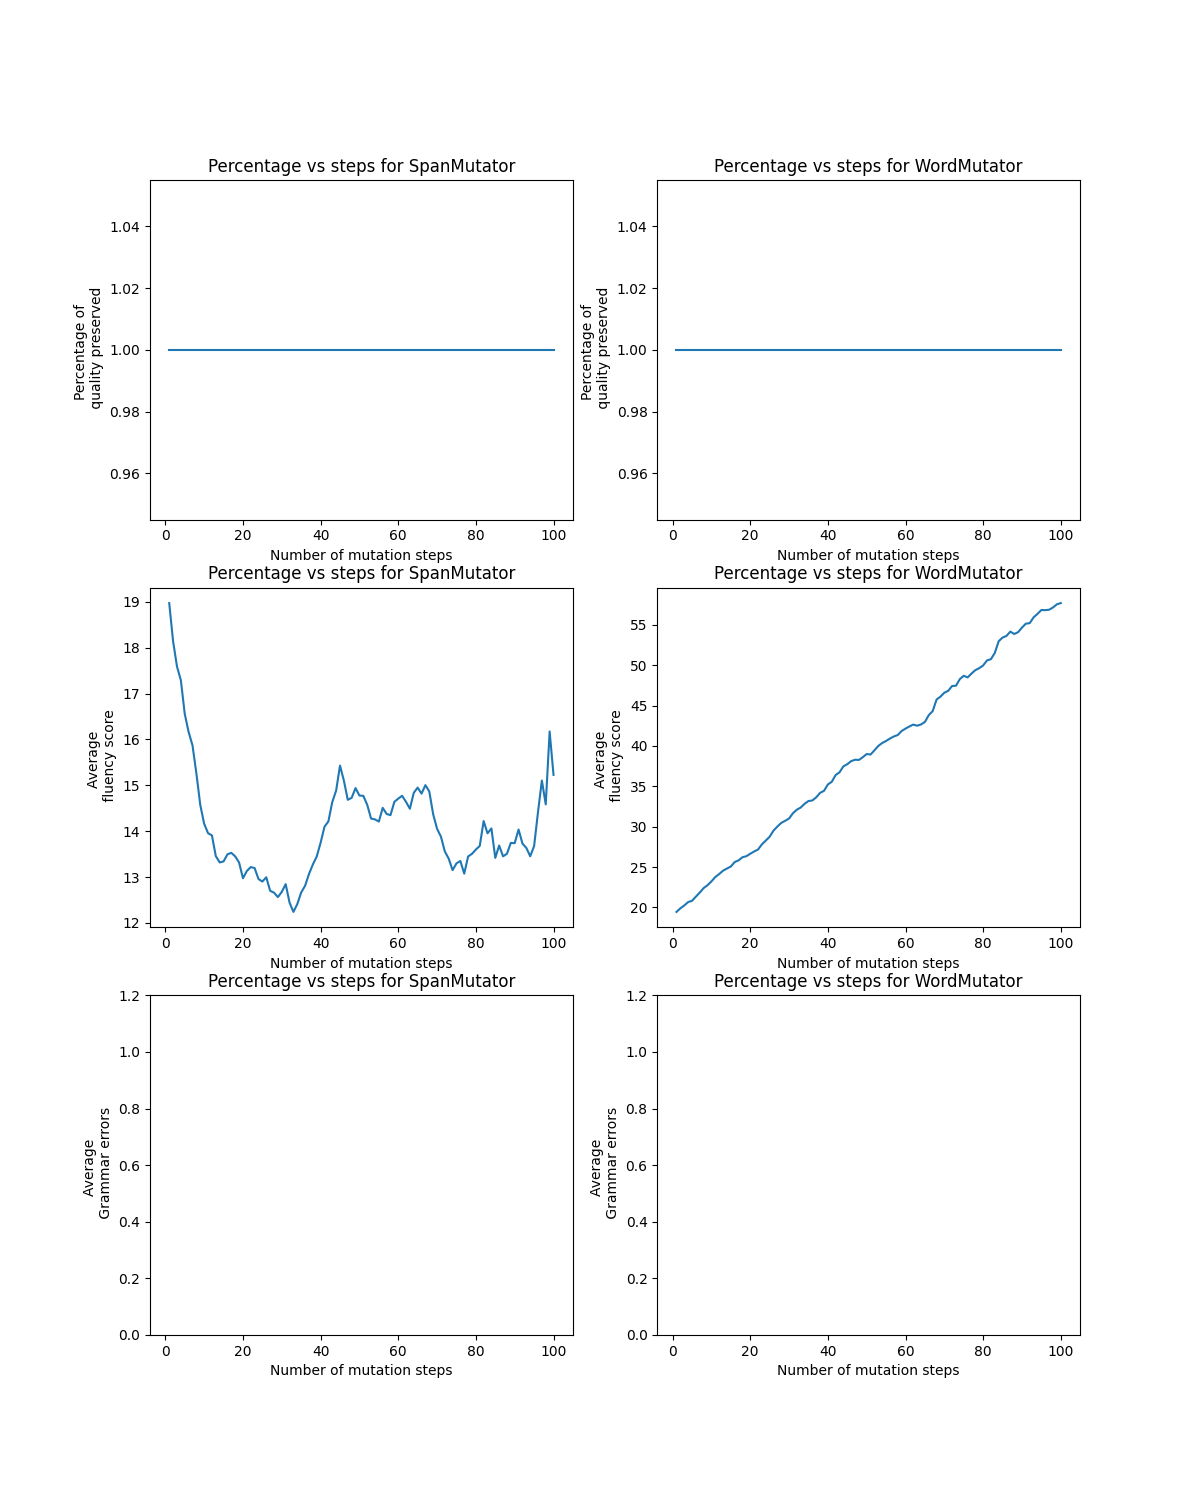 Percentage vs steps for SpanMutator
Percentage of
quality preserved
1.04
1.02
1.00
0.98
0.96
0 20 40 60 80 100
Number of mutation steps
Percentage vs steps for WordMutator
Percentage of
quality preserved
1.04
1.02
1.00
0.98
0.96
0 20 40 60 80 100
Number of mutation steps
Percentage vs steps for SpanMutator
Average
fluency score
19
18
17
16
15
14
13
12
0 20 40 60 80 100
Number of mutation steps
Percentage vs steps for WordMutator
Average
fluency score
55
50
45
40
35
30
25
20
0 20 40 60 80 100
Number of mutation steps
Percentage vs steps for SpanMutator
Average
Grammar errors
1.2
1.0
0.8
0.6
0.4
0.2
0.0
0 20 40 60 80 100
Number of mutation steps
Percentage vs steps for WordMutator
Average
Grammar errors
1.2
1.0
0.8
0.6
0.4
0.2
0.0
0 20 40 60 80 100
Number of mutation steps